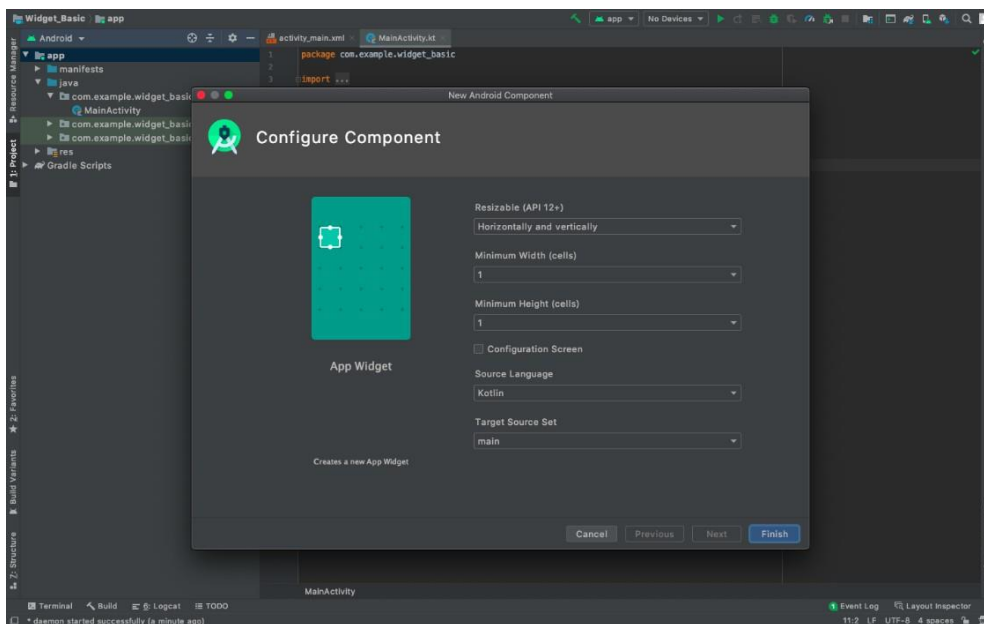 Widget_Basic
app
app
No Devices
Android
activity_main.xml
MainActivity.kt
Resource Manager
1: Project
2: Favorites
Build Variants
7: Structure
app
manifests
java
com.example.widget_basic
MainActivity
com.example.widget_basic
com.example.widget_basi
res
Gradle Scripts
1
package com.example.widget_basic
2
3
import ...
New Android Component
Configure Component
Resizable (API 12+)
Horizontally and vertically
Minimum Width (cells)
1
Minimum Height (cells)
1
Configuration Screen
Source Language
Kotlin
Target Source Set
main
App Widget
Creates a new App Widget
Cancel
Previous
Next
Finish
MainActivity
Terminal
Build
6: Logcat
TODO
1 Event Log
Layout Inspector
* daemon started successfully (a minute ago)
11:2 LF UTF-8 4 spaces